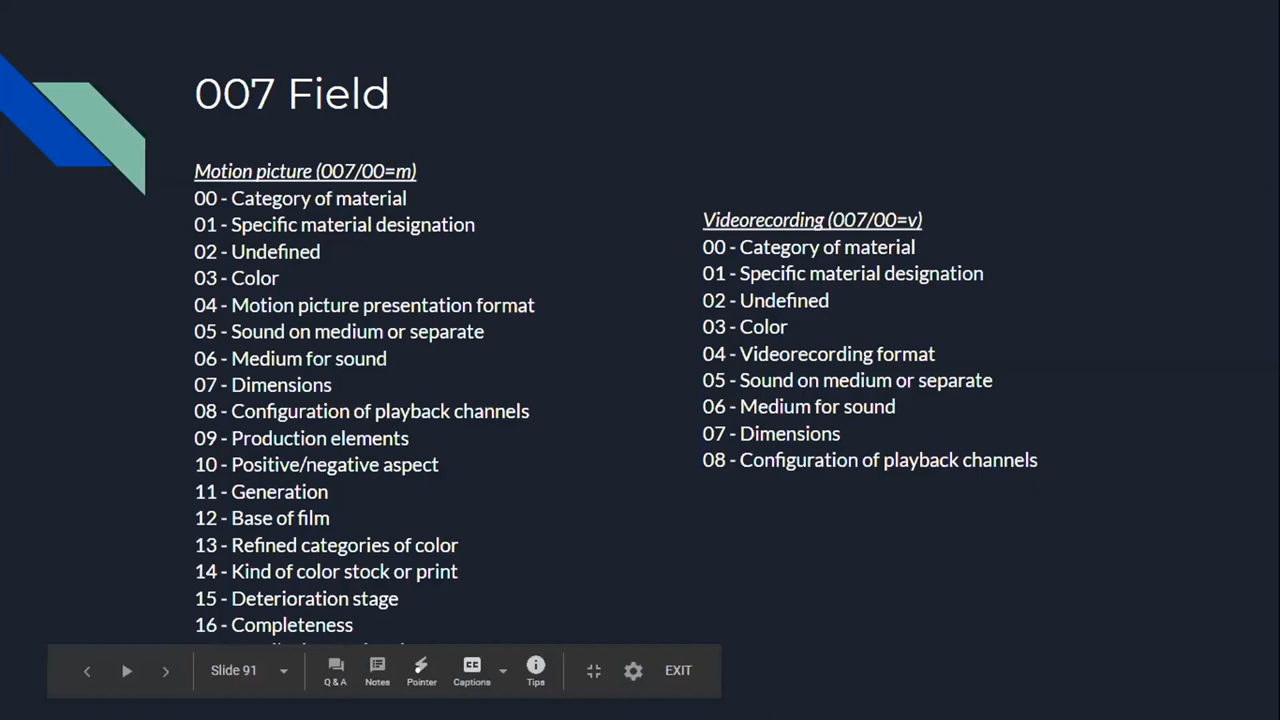 007 Field
Motion picture (007/00=m)
00 - Category of material
01 - Specific material designation
02 - Undefined
03 - Color
04 - Motion picture presentation format
05 - Sound on medium or separate
06 - Medium for sound
07 - Dimensions
08 - Configuration of playback channels
09 - Production elements
10 - Positive/negative aspect
11 - Generation
12 - Base of film
13 - Refined categories of color
14 - Kind of color stock or print
15 - Deterioration stage
16 - Completeness
Videorecording (007/00=v)
00 - Category of material
01 - Specific material designation
02 - Undefined
03 - Color
04 - Videorecording format
05 - Sound on medium or separate
06 - Medium for sound
07 - Dimensions
08 - Configuration of playback channels
Slide 91
Q & A
Notes
Pointer
CC
Captions
Tips
EXIT